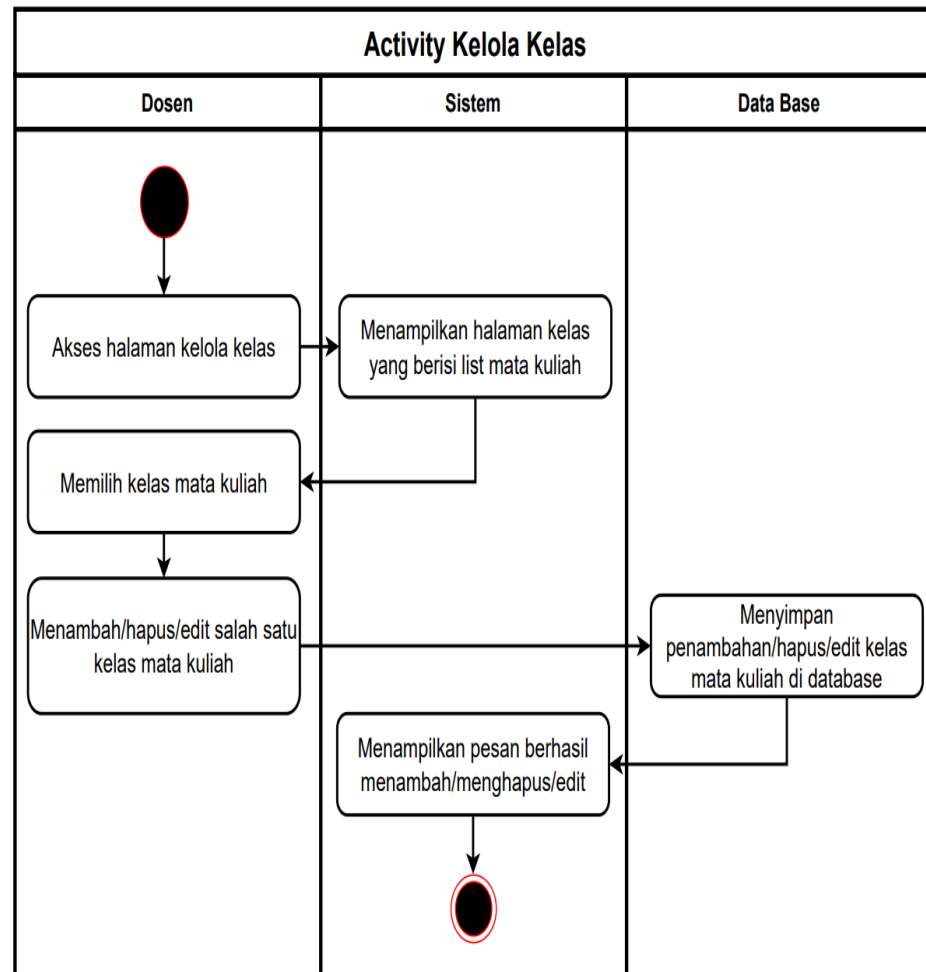 Activity Kelola Kelas
Dosen
Sistem
Data Base
Akses halaman kelola kelas
Menampilkan halaman kelas
yang berisi list mata kuliah
Memilih kelas mata kuliah
Menambah/hapus/edit salah satu
kelas mata kuliah
Menyimpan
penambahan/hapus/edit kelas
mata kuliah di database
Menampilkan pesan berhasil
menambah/menghapus/edit